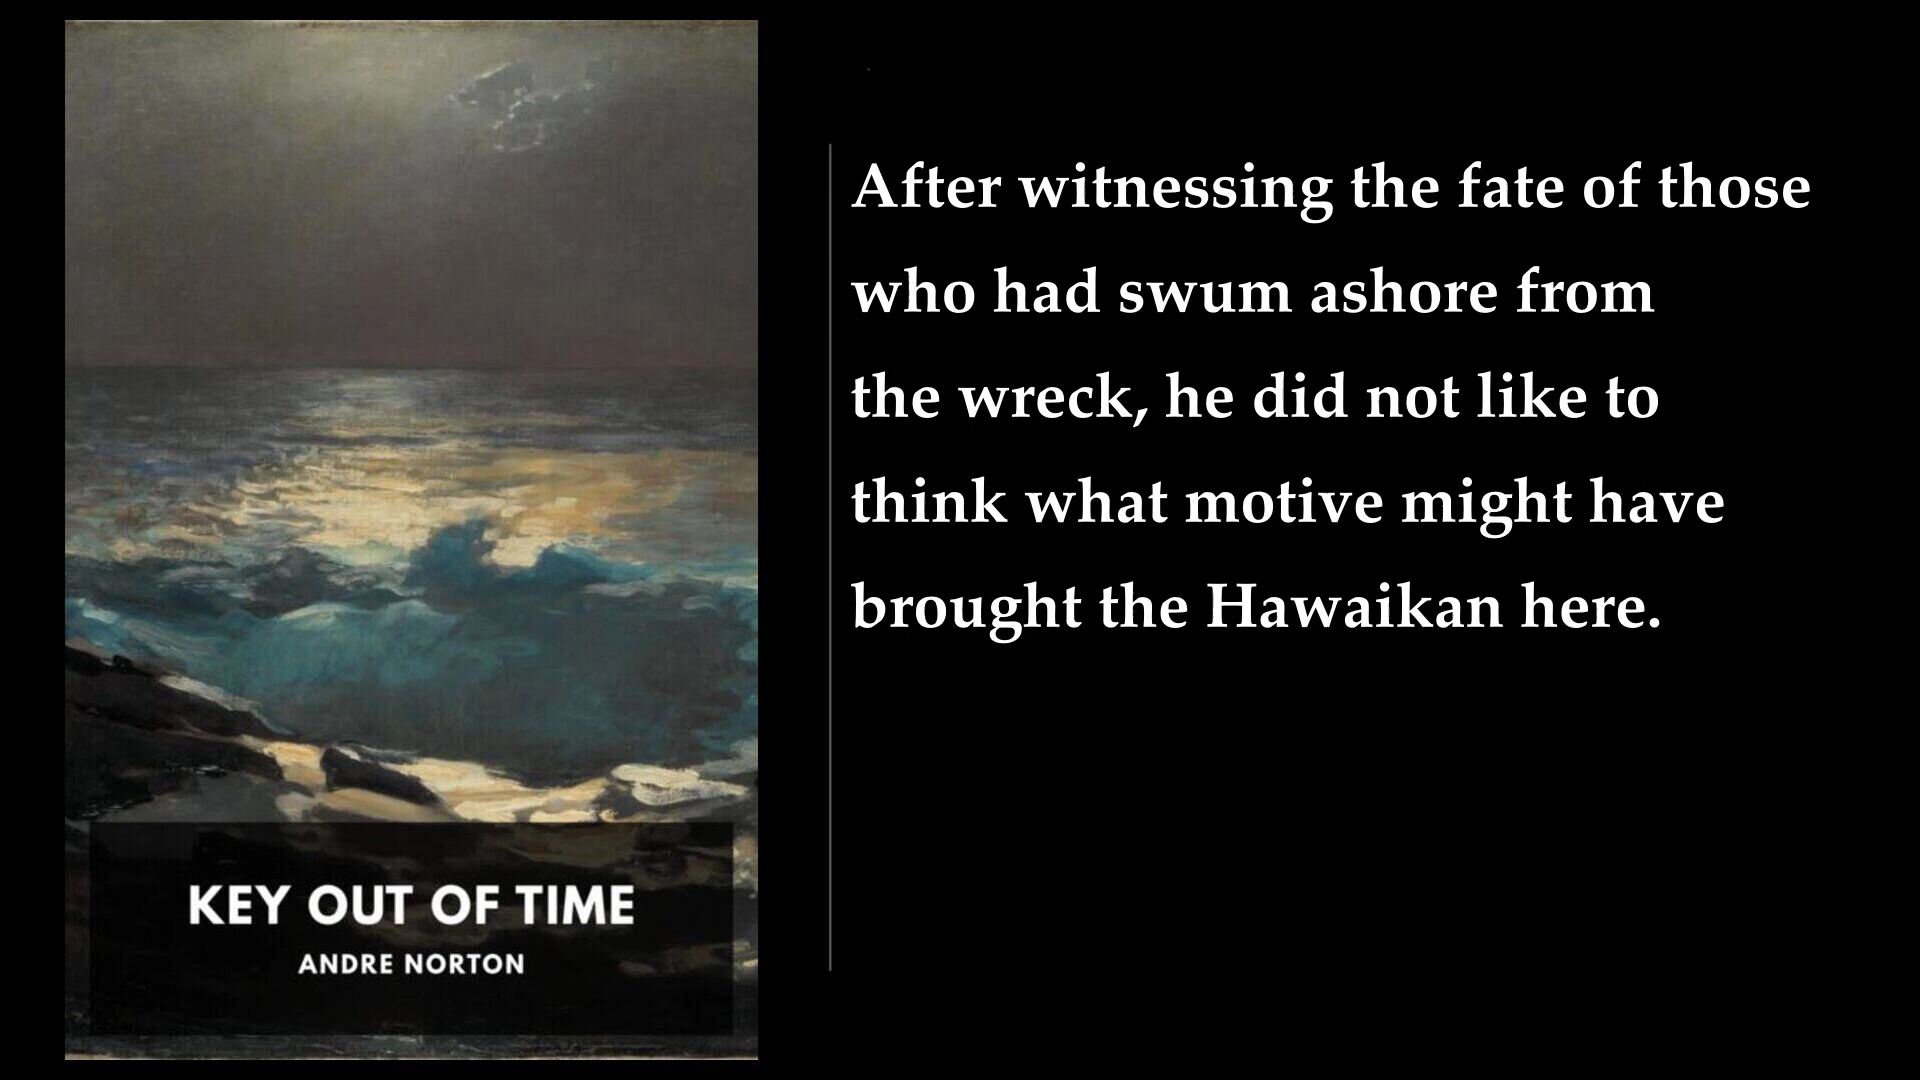 After witnessing the fate of those
who had swum ashore from
the wreck, he did not like to
think what motive might have
brought the Hawaikan here.
KEY OUT OF TIME
ANDRE NORTON